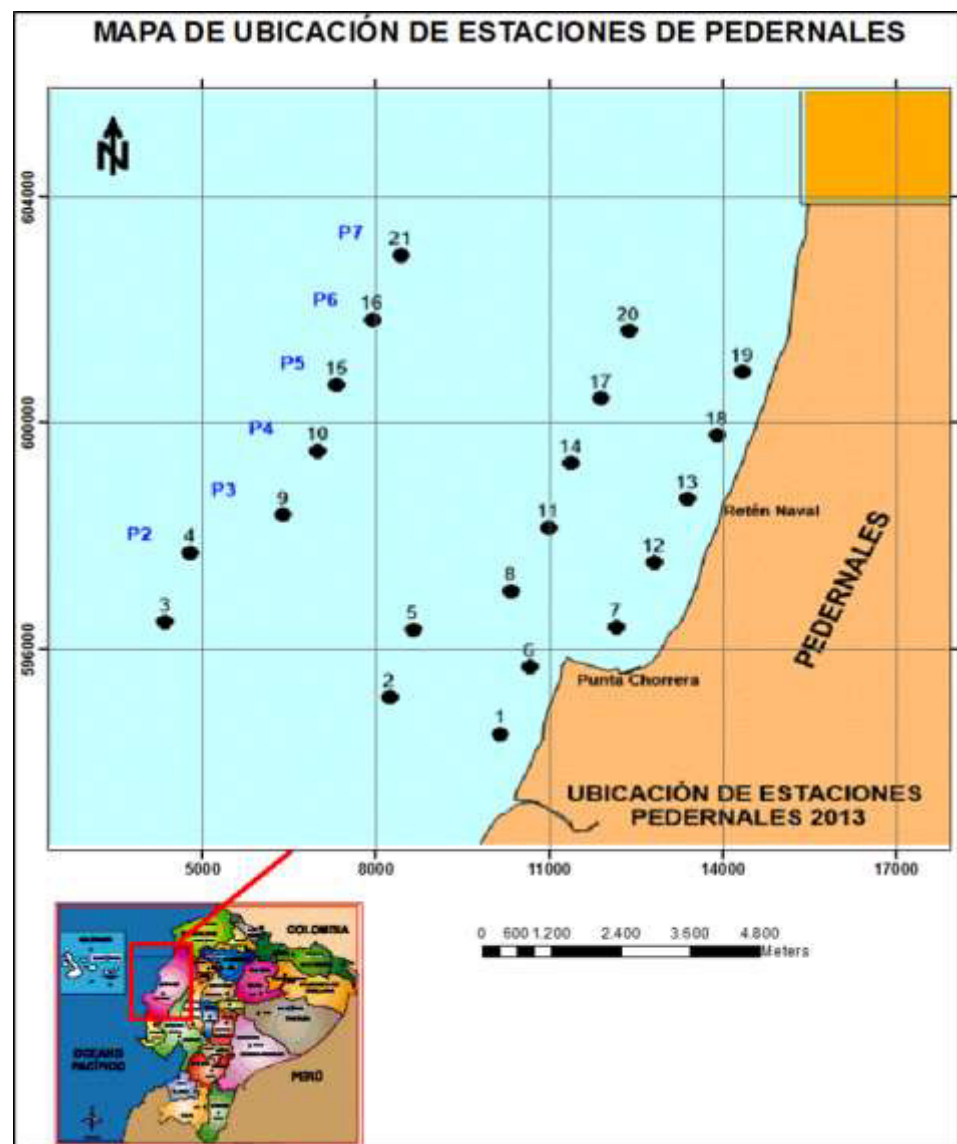 MAPA DE UBICACIÓN DE ESTACIONES DE PEDERNALES
N
604000
600000
596000
P7
21
P6
16
20
P5
15
19
17
P4
10
18
14
P3
9
13
Retén Naval
P2
4
11
12
8
3
5
7
6
PEDERNALES
2
Punta Chorrera
1
UBICACIÓN DE ESTACIONES
PEDERNALES 2013
5000 8000 11000 14000 17000
0 600 1.200 2.400 3.600 4.800
Meters
COLOMBIA
OCEANO
PACÍFICO
PERÚ